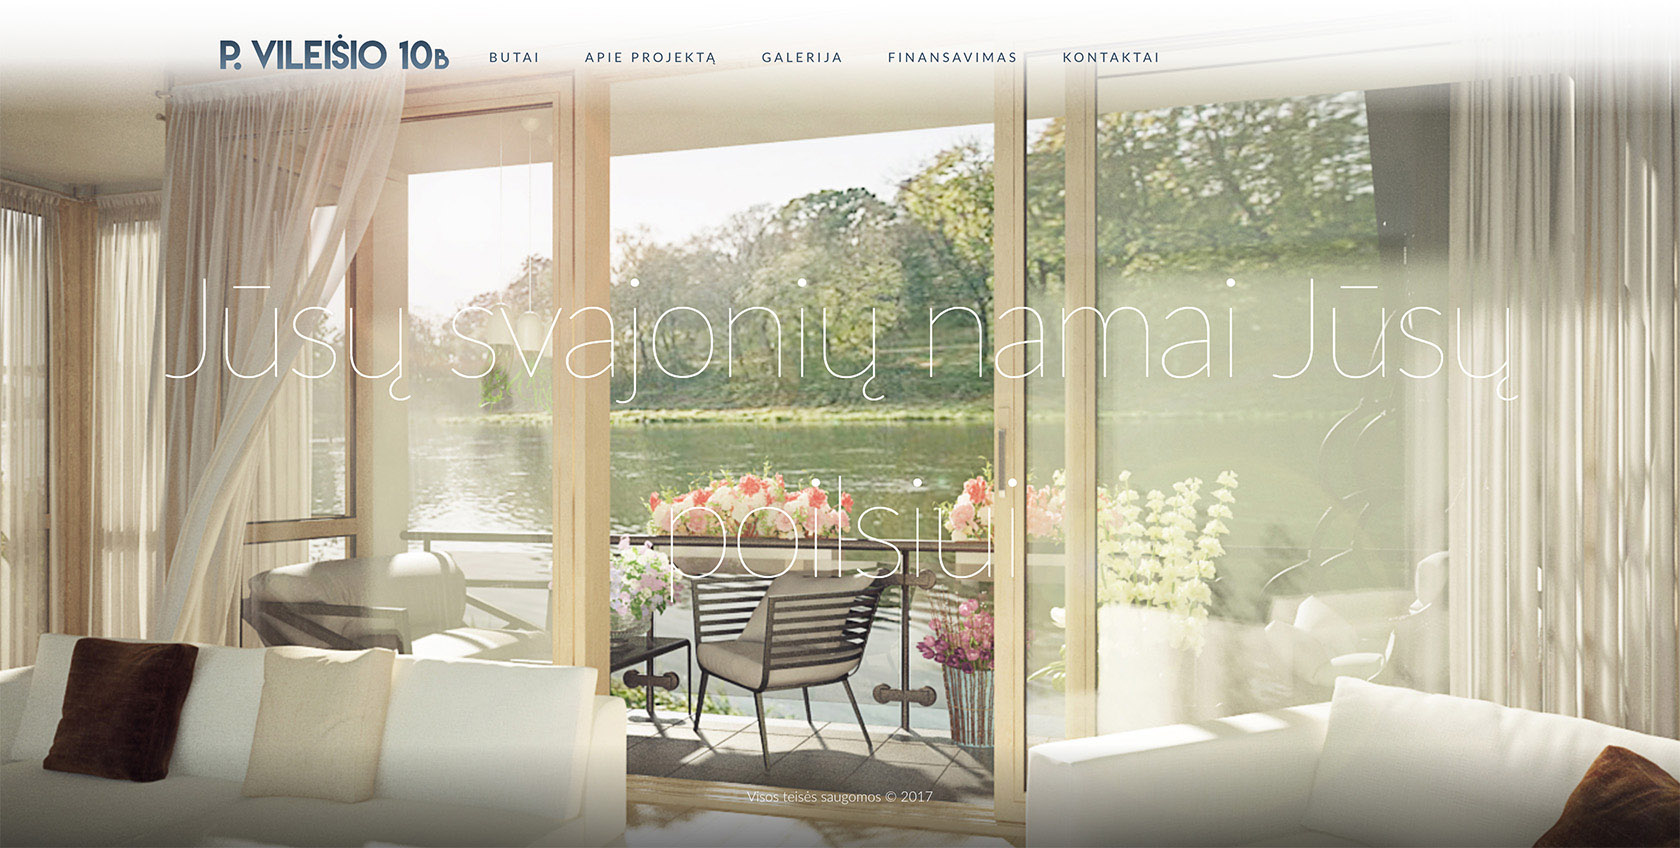 P. VILEIŠIO 10B
BUTAI
APIE PROJEKTĄ
GALERIJA
FINANSAVIMAS
KONTAKTAI
Jūsų svajonių namai Jūsų
poilsiui
Visos teisės saugomos © 2017